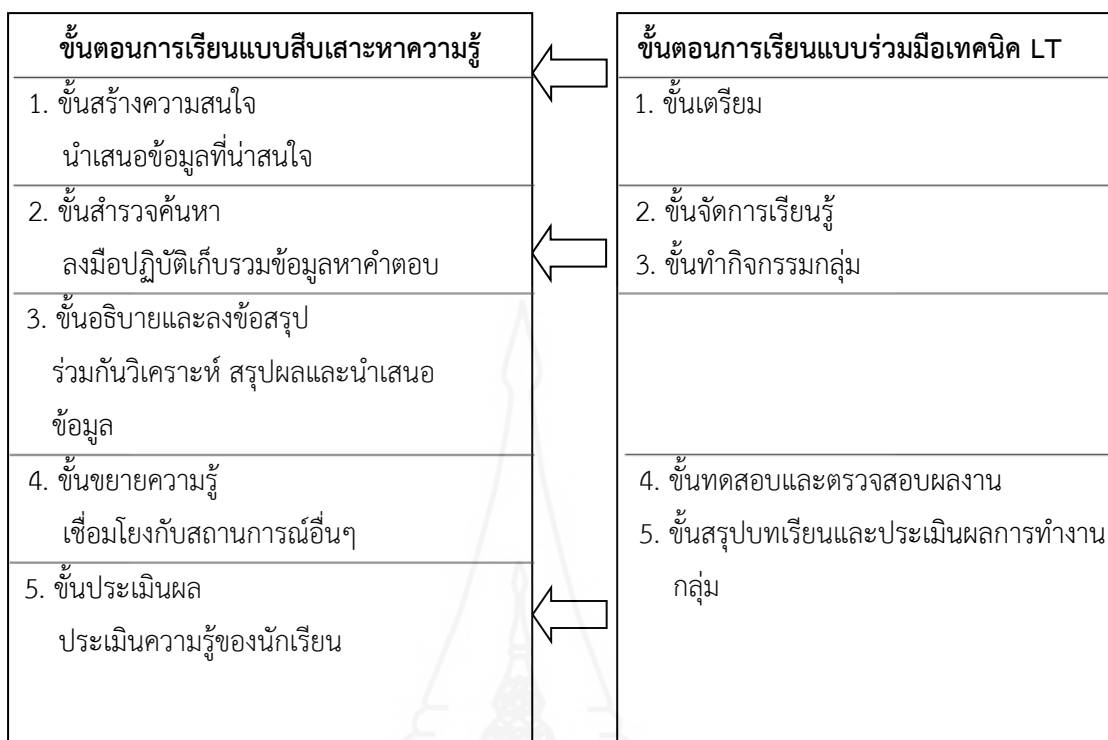 ขั้นตอนการเรียนแบบสืบเสาะหาความรู้
1. ขั้นสร้างความสนใจ
นำเสนอข้อมูลที่น่าสนใจ
2. ขั้นสำรวจค้นหา
ลงมือปฏิบัติเก็บรวมข้อมูลหาคำตอบ
3. ขั้นอธิบายและลงข้อสรุป
ร่วมกันวิเคราะห์ สรุปผลและนำเสนอ
ข้อมูล
4. ขั้นขยายความรู้
เชื่อมโยงกับสถานการณ์อื่นๆ
5. ขั้นประเมินผล
ประเมินความรู้ของนักเรียน
ขั้นตอนการเรียนแบบร่วมมือเทคนิค LT
1. ขั้นเตรียม
2. ขั้นจัดการเรียนรู้
3. ขั้นทำกิจกรรมกลุ่ม
4. ขั้นทดสอบและตรวจสอบผลงาน
5. ขั้นสรุปบทเรียนและประเมินผลการทำงาน
กลุ่ม